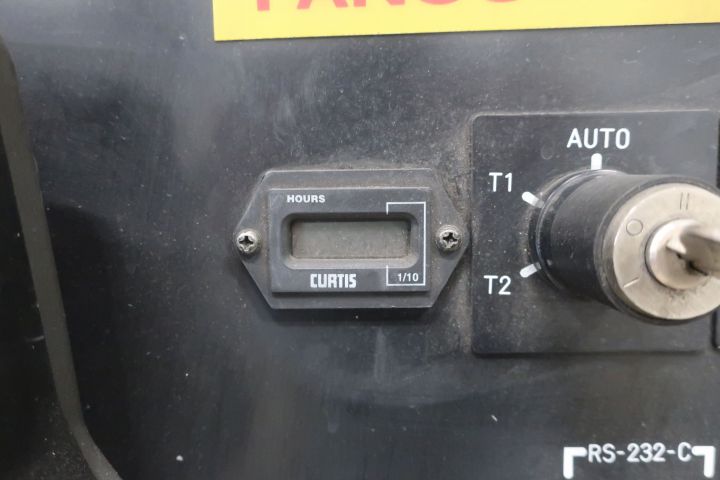 AUTO
T1
HOURS
CURTIS
1/10
T2
RS-232-C